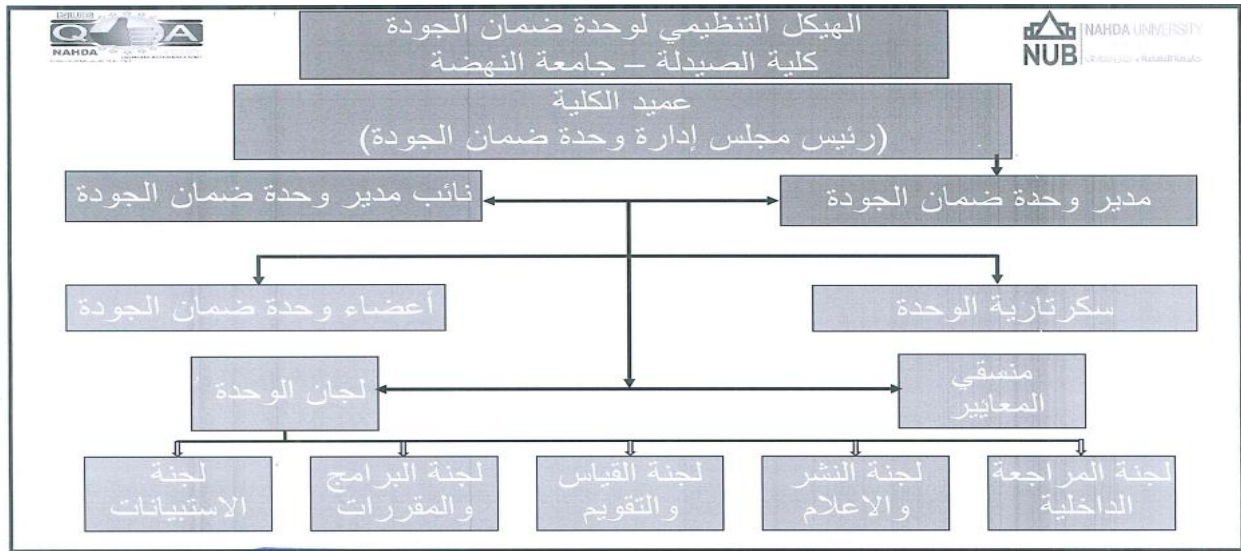 الهيكل التنظيمي لوحدة ضمان الجودة
كلية الصيدلة – جامعة النهضة
QA
NAHDA
NUB
NAHDA UNIVERSITY
عميد الكلية
(رئيس مجلس إدارة وحدة ضمان الجودة)
مدير وحدة ضمان الجودة
نائب مدير وحدة ضمان الجودة
سكرتارية الوحدة
أعضاء وحدة ضمان الجودة
منسقي
المعايير
لجان الوحدة
لجنة المراجعة
الداخلية
لجنة النشر
والاعلام
لجنة القياس
والتقويم
لجنة البرامج
والمقررات
لجنة
الاستبيانات